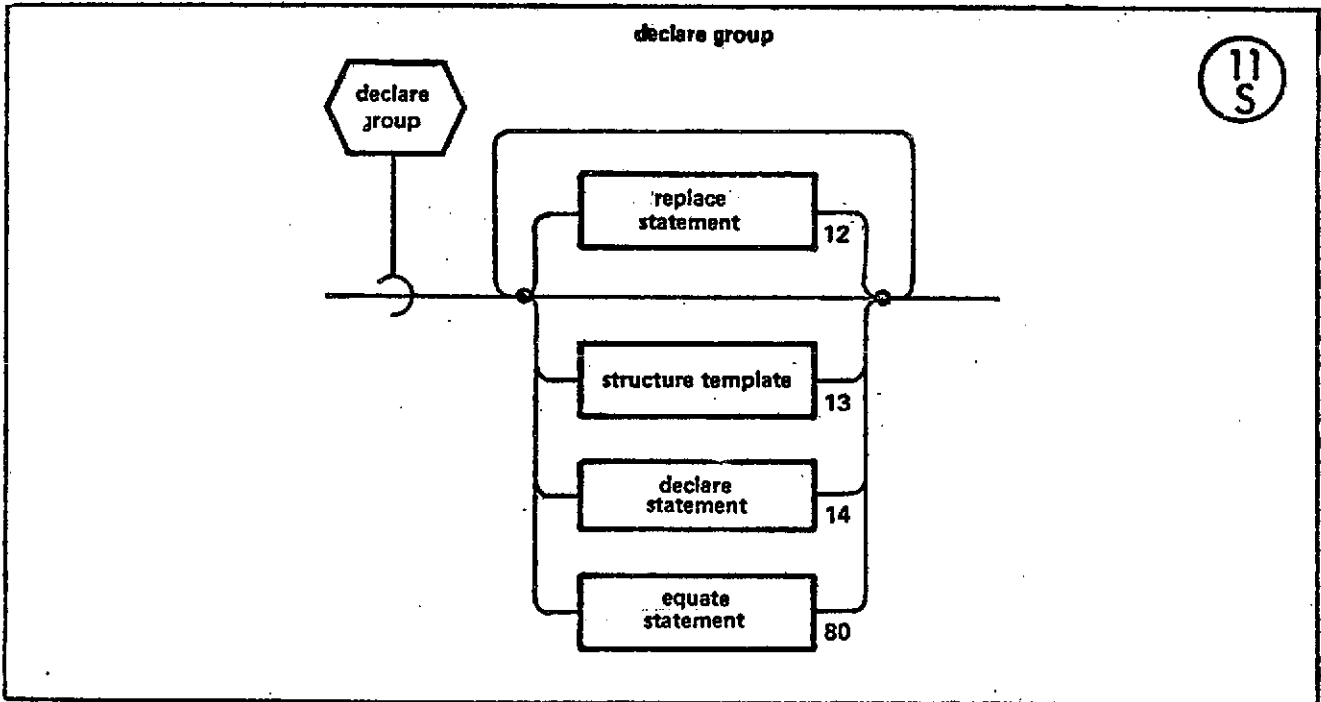 declare group
11
S
declare
group
replace
statement
12
structure template
13
declare
statement
14
equate
statement
80